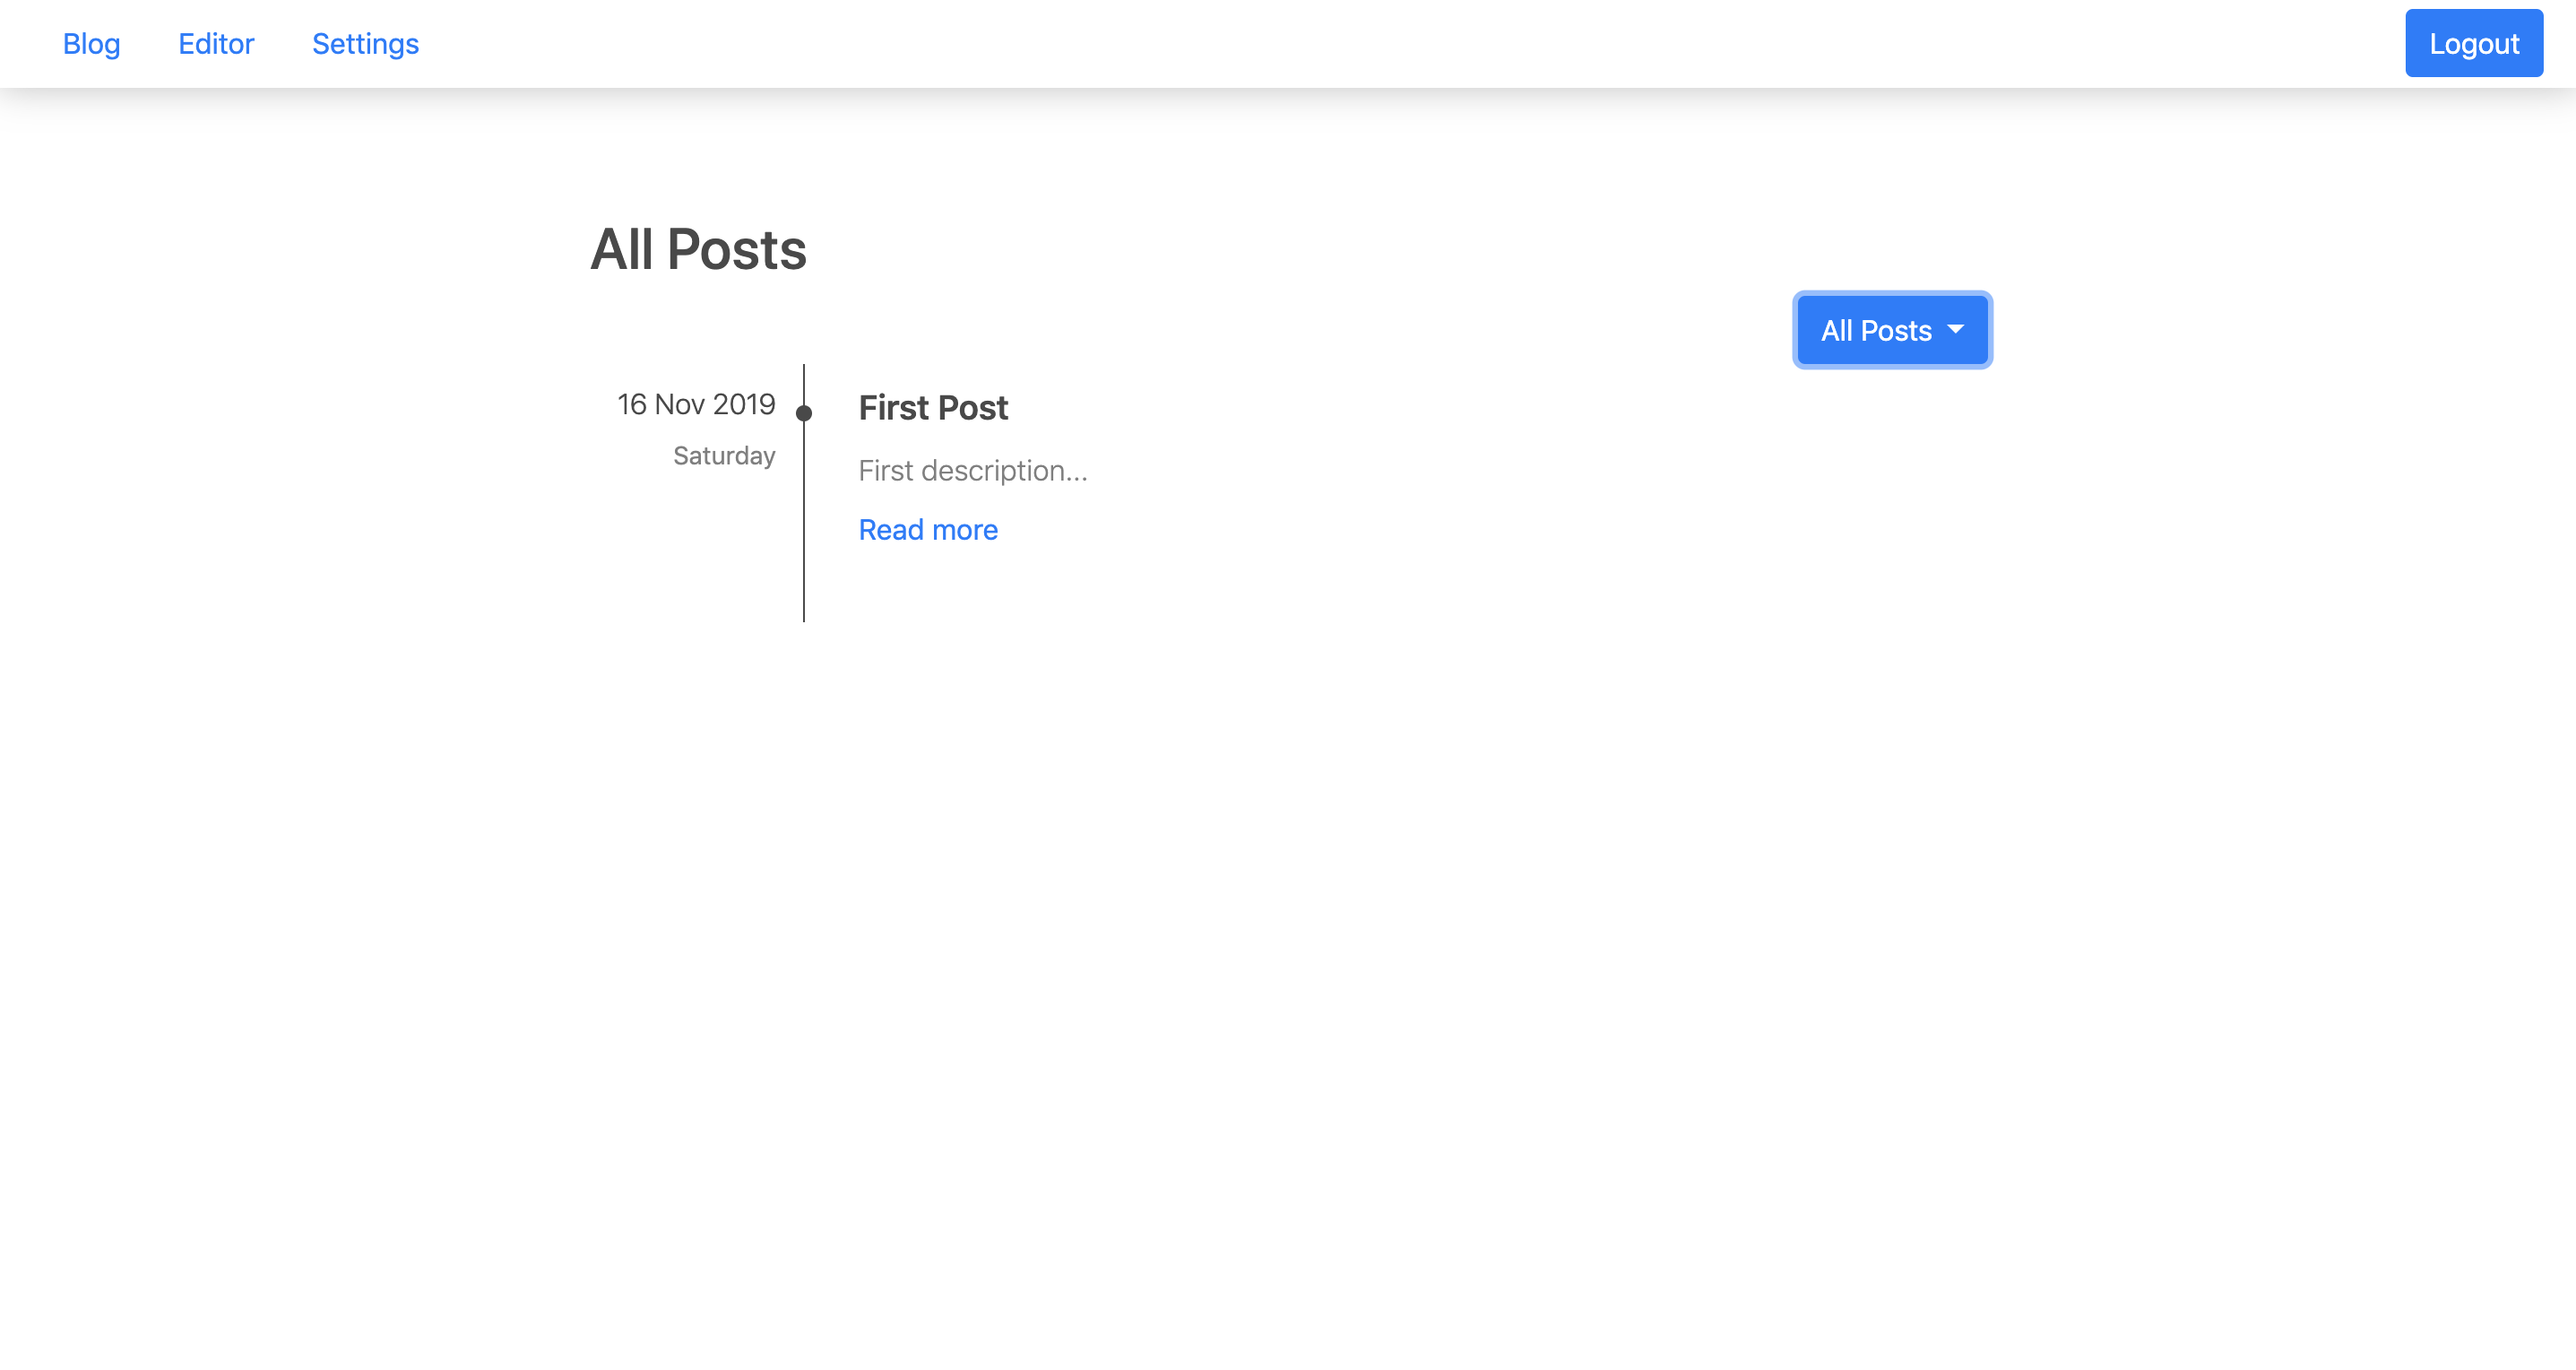 Blog Editor Settings Logout
All Posts
All Posts
16 Nov 2019
Saturday
First Post
First description...
Read more